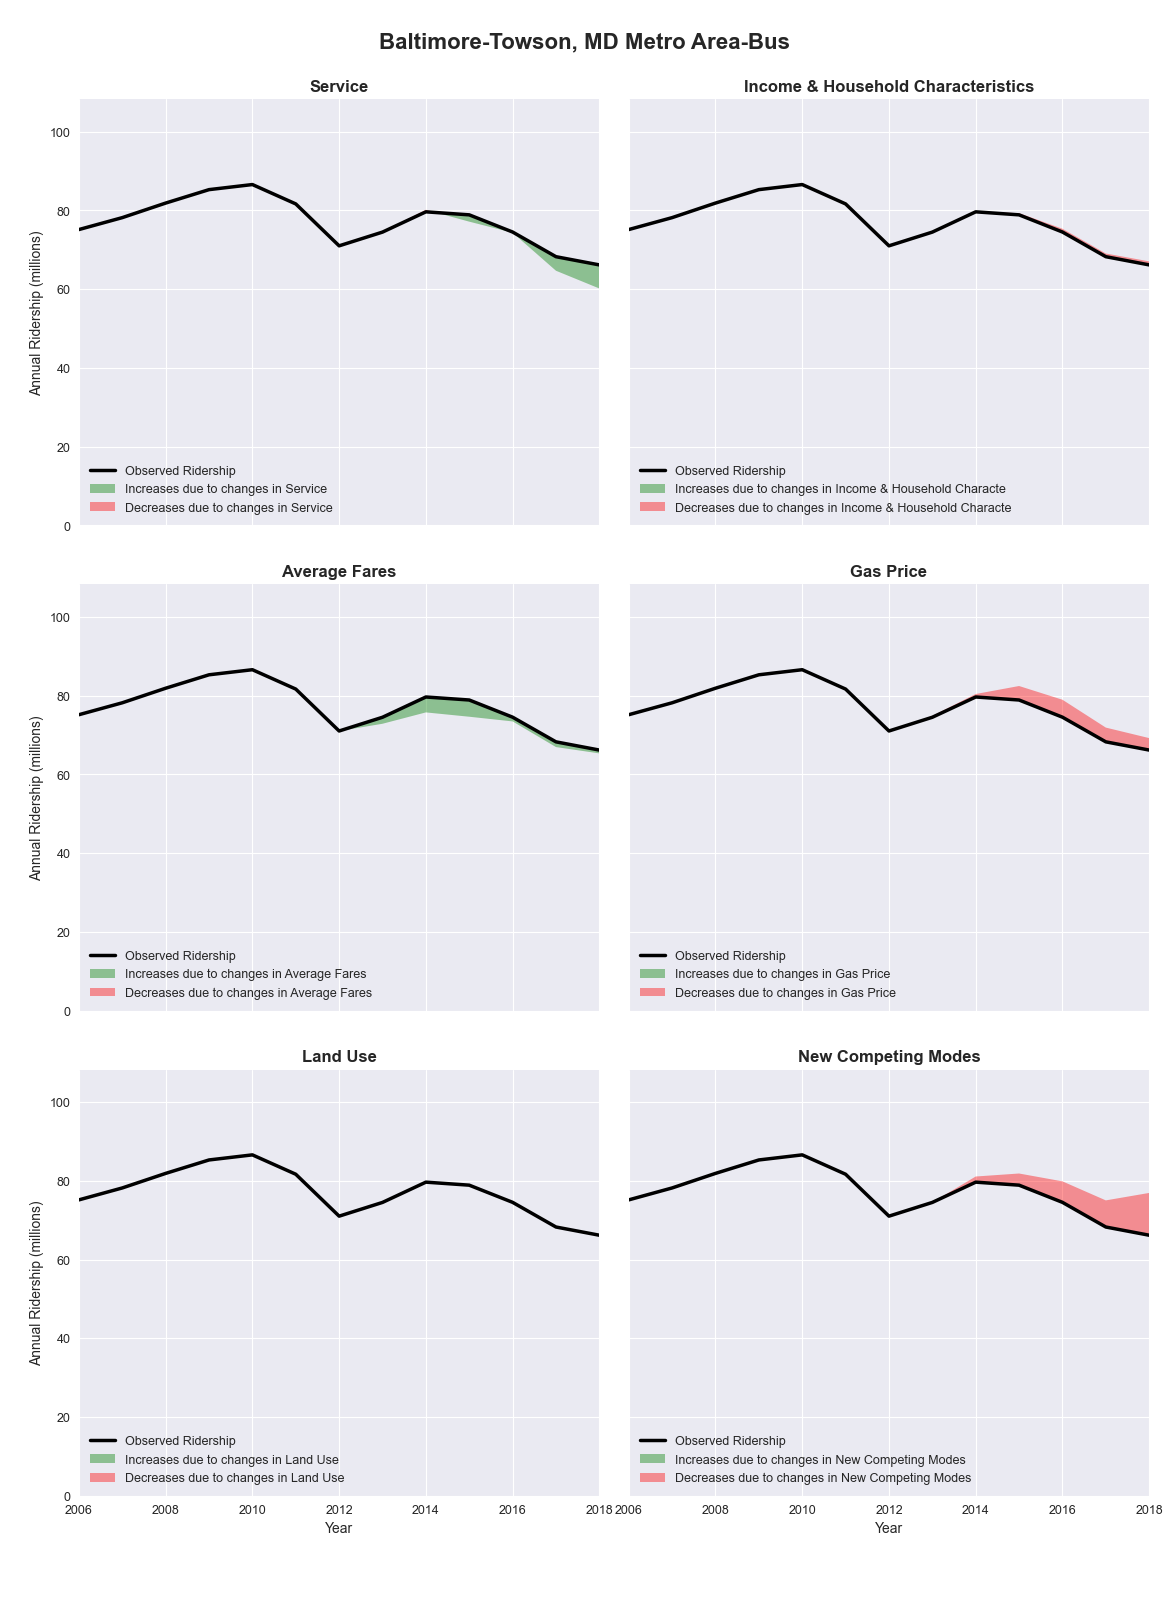 Baltimore-Towson, MD Metro Area-Bus
Service
Annual Ridership (millions)
100
80
60
40
20
0
Observed Ridership
Increases due to changes in Service
Decreases due to changes in Service
Income & Household Characteristics
Observed Ridership
Increases due to changes in Income & Household Characte
Decreases due to changes in Income & Household Characte
Average Fares
Annual Ridership (millions)
100
80
60
40
20
0
Observed Ridership
Increases due to changes in Average Fares
Decreases due to changes in Average Fares
Gas Price
Observed Ridership
Increases due to changes in Gas Price
Decreases due to changes in Gas Price
Land Use
Annual Ridership (millions)
100
80
60
40
20
0
Observed Ridership
Increases due to changes in Land Use
Decreases due to changes in Land Use
2006 2008 2010 2012 2014 2016 2018
Year
New Competing Modes
Observed Ridership
Increases due to changes in New Competing Modes
Decreases due to changes in New Competing Modes
2006 2008 2010 2012 2014 2016 2018
Year